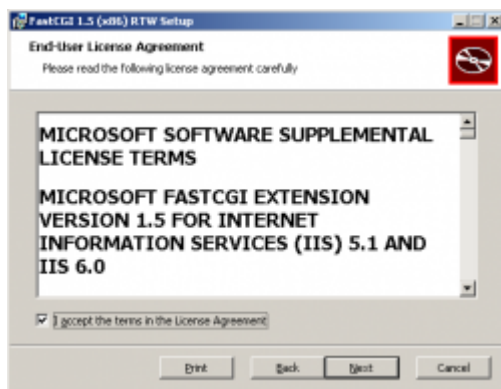 FastCGI 1.5 (x86) RTW Setup
End-User License Agreement
Please read the following license agreement carefully
MICROSOFT SOFTWARE SUPPLEMENTAL
LICENSE TERMS
MICROSOFT FASTCGI EXTENSION
VERSION 1.5 FOR INTERNET
INFORMATION SERVICES (IIS) 5.1 AND
IIS 6.0
I accept the terms in the License Agreement
Print Back Next Cancel